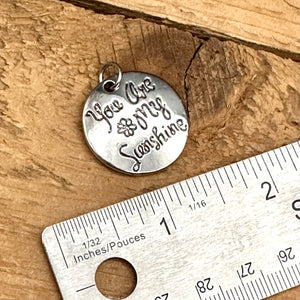 You Are
My
Sunshine
1/32
Inches/Pouces
1
1/16
2
28
27
26